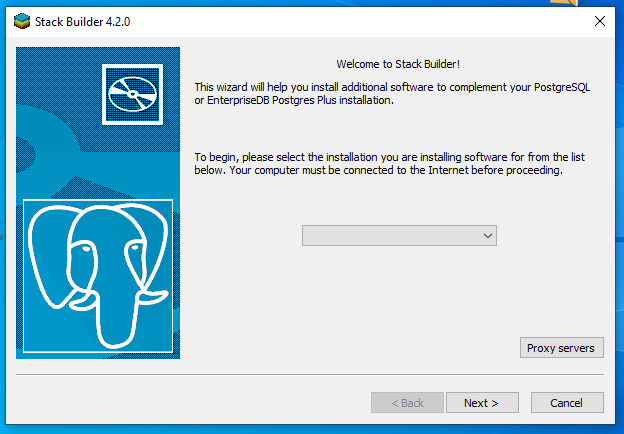 Stack Builder 4.2.0
Welcome to Stack Builder!
This wizard will help you install additional software to complement your PostgreSQL
or EnterpriseDB Postgres Plus installation.
To begin, please select the installation you are installing software for from the list
below. Your computer must be connected to the Internet before proceeding.
Proxy servers
< Back
Next >
Cancel